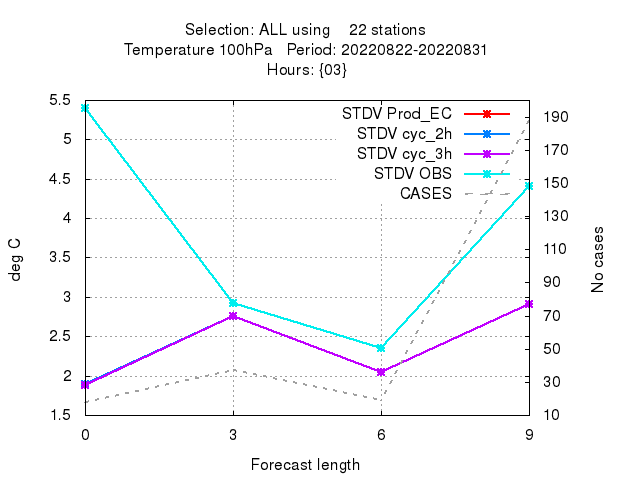 Selection: ALL using 22 stations
Temperature 100hPa Period: 20220822-20220831
Hours: {03}
5.5
5
4.5
4
3.5
3
2.5
2
1.5
deg C
STDV Prod_EC
STDV cyc_2h
STDV cyc_3h
STDV OBS
CASES
190
170
150
130
110
90
70
50
30
10
No cases
0 3 6 9
Forecast length